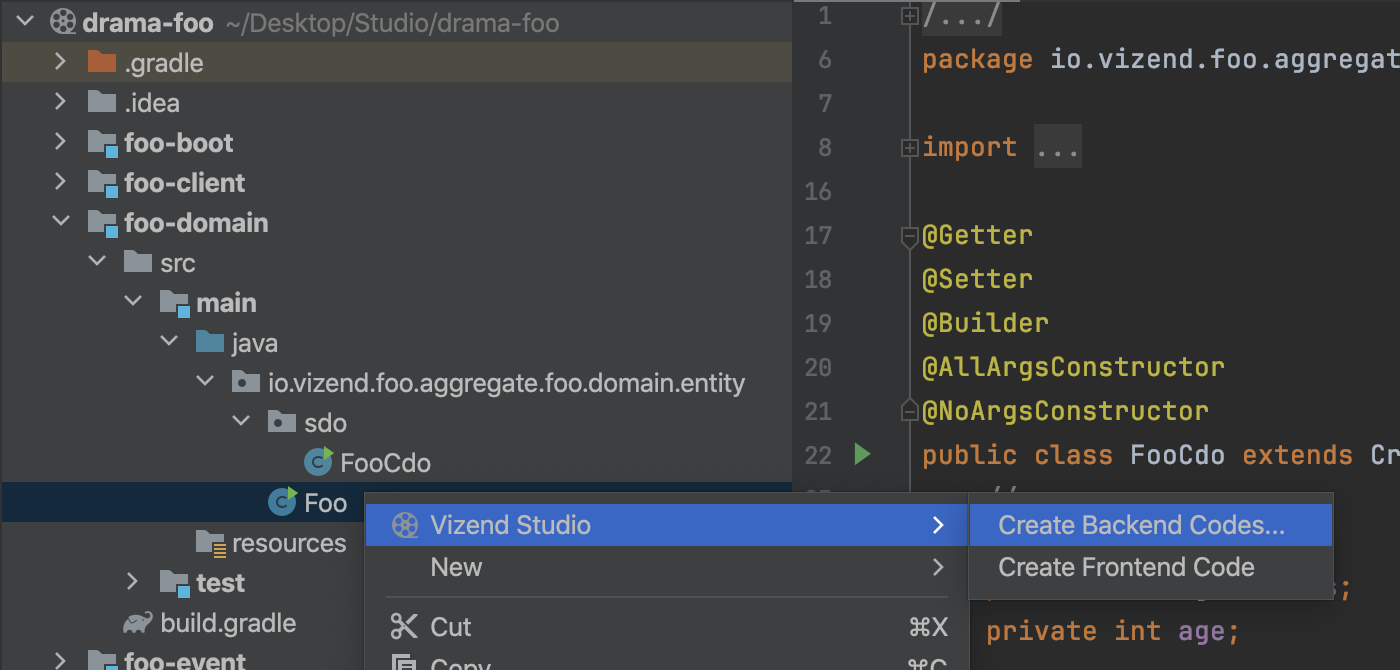 drama-foo ~/Desktop/Studio/drama-foo
.gradle
.idea
foo-boot
foo-client
foo-domain
src
main
java
io.vizend.foo.aggregate.foo.domain.entity
sdo
FooCdo
Foo
resources
test
build.gradle
foo-event
1 /.../
6 package io.vizend.foo.aggregat
7
8 import ...
16
17 @Getter
18 @Setter
19 @Builder
20 @AllArgsConstructor
21 @NoArgsConstructor
22 public class FooCdo extends Cr
//
;
private int age;
Vizend Studio
New
Cut ⌘X
Copy ⌘C
Create Backend Codes...
Create Frontend Code